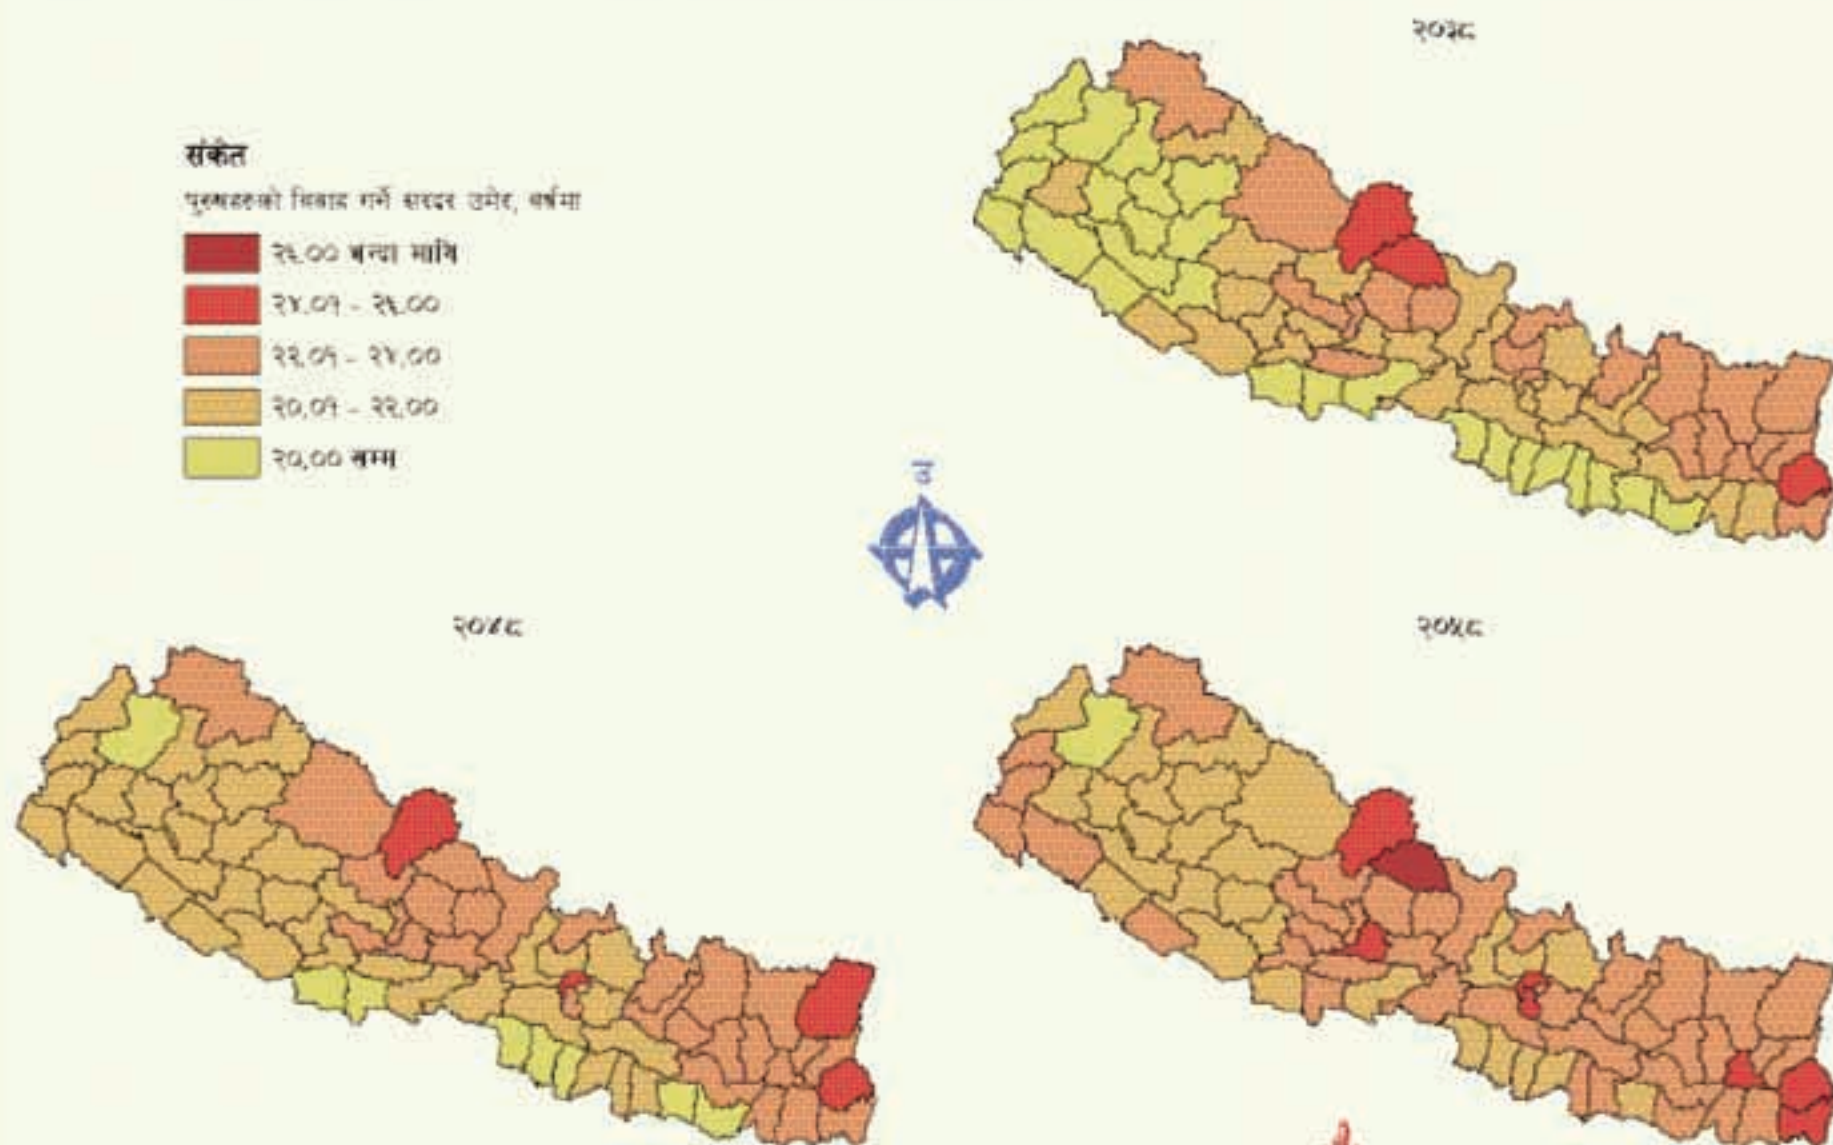 २०३८
संकेत
पुरुषहरुको विवाह गर्ने सरदर उमेर, वर्षमा
२६.०० भन्दा माथि
२४.०१ - २६.००
२२.०१ - २४.००
२०.०१ - २२.००
२०.०० सम्म
२०४८
२०५८